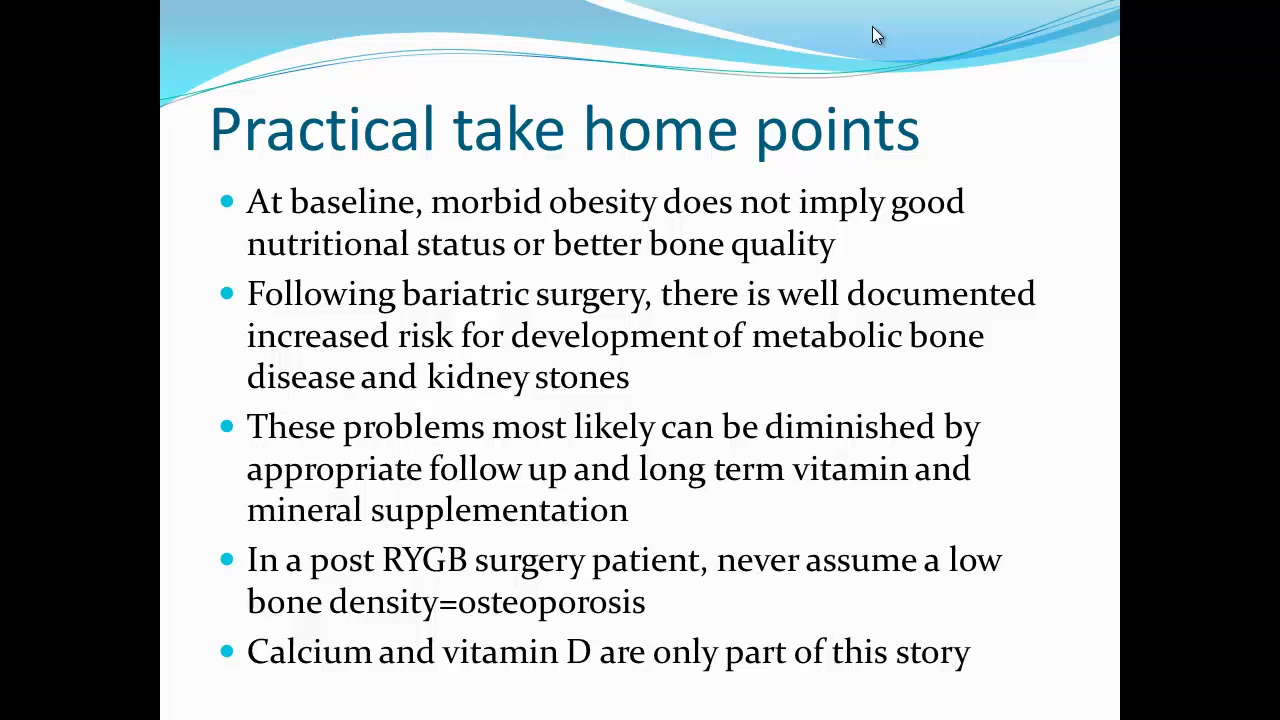 Practical take home points
• At baseline, morbid obesity does not imply good
nutritional status or better bone quality
• Following bariatric surgery, there is well documented
increased risk for development of metabolic bone
disease and kidney stones
• These problems most likely can be diminished by
appropriate follow up and long term vitamin and
mineral supplementation
• In a post RYGB surgery patient, never assume a low
bone density=osteoporosis
• Calcium and vitamin D are only part of this story